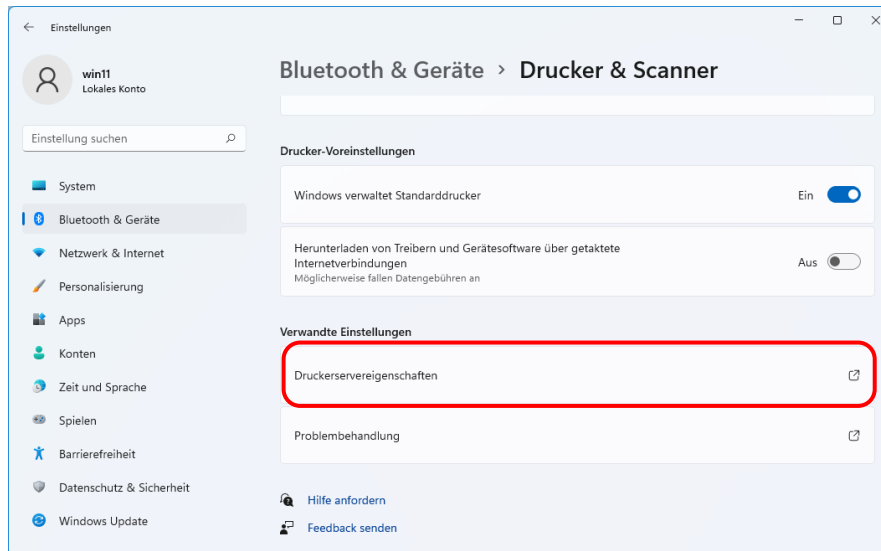 Einstellungen
win11
Lokales Konto
Einstellung suchen
System
Bluetooth & Geräte
Netzwerk & Internet
Personalisierung
Apps
Konten
Zeit und Sprache
Spielen
Barrierefreiheit
Datenschutz & Sicherheit
Windows Update
Bluetooth & Geräte › Drucker & Scanner
Drucker-Voreinstellungen
Windows verwaltet Standarddrucker Ein
Herunterladen von Treibern und Gerätesoftware über getaktete
Internetverbindungen
Möglicherweise fallen Datengebühren an
Aus
Verwandte Einstellungen
Druckerservereigenschaften
Problembehandlung
Hilfe anfordern
Feedback senden